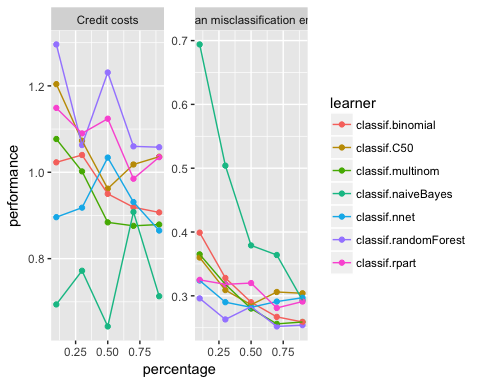 Credit costs
an misclassification er
performance
1.2
1.0
0.8
0.7
0.6
0.5
0.4
0.3
0.25 0.50 0.75
0.25 0.50 0.75
percentage
learner
classif.binomial
classif.C50
classif.multinom
classif.naiveBayes
classif.nnet
classif.randomForest
classif.rpart